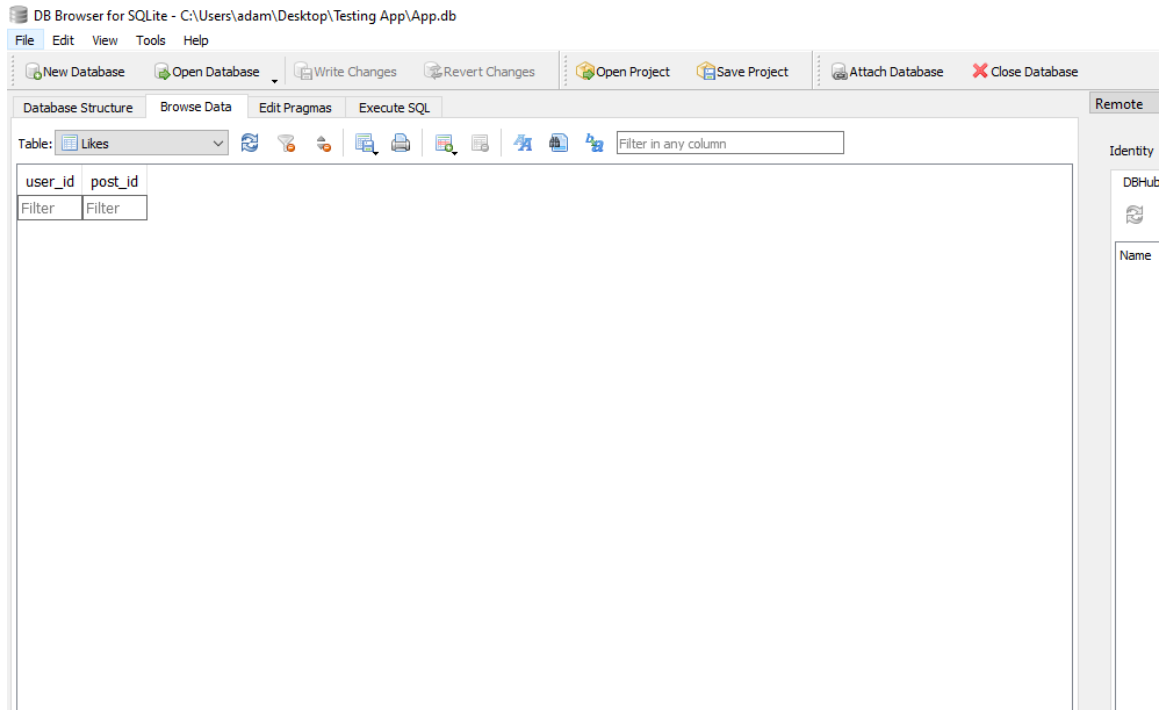 DB Browser for SQLite - C:\Users\adam\Desktop\Testing App\App.db
File Edit View Tools Help
New Database Open Database Write Changes Revert Changes Open Project Save Project Attach Database Close Database
Database Structure Browse Data Edit Pragmas Execute SQL Remote
Table: Likes Filter in any column
Identity
user_id post_id DBHub
Filter Filter
Name